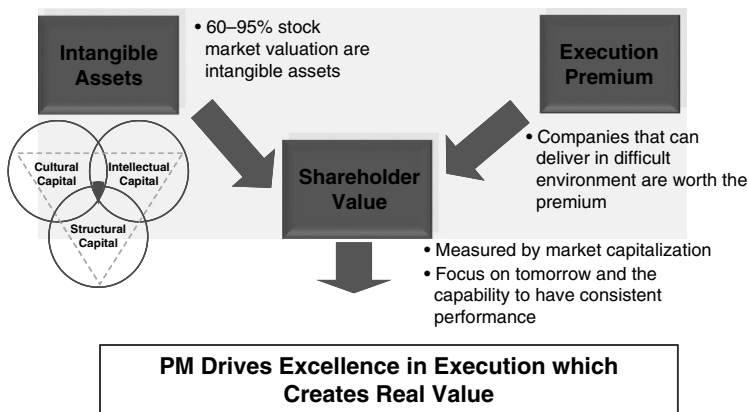 Intangible
Assets
• 60–95% stock
market valuation are
intangible assets
Execution
Premium
• Companies that can
deliver in difficult
environment are worth the
premium
Cultural
Capital
Intellectual
Capital
Structural
Capital
Shareholder
Value
• Measured by market capitalization
• Focus on tomorrow and the
capability to have consistent
performance
PM Drives Excellence in Execution which
Creates Real Value